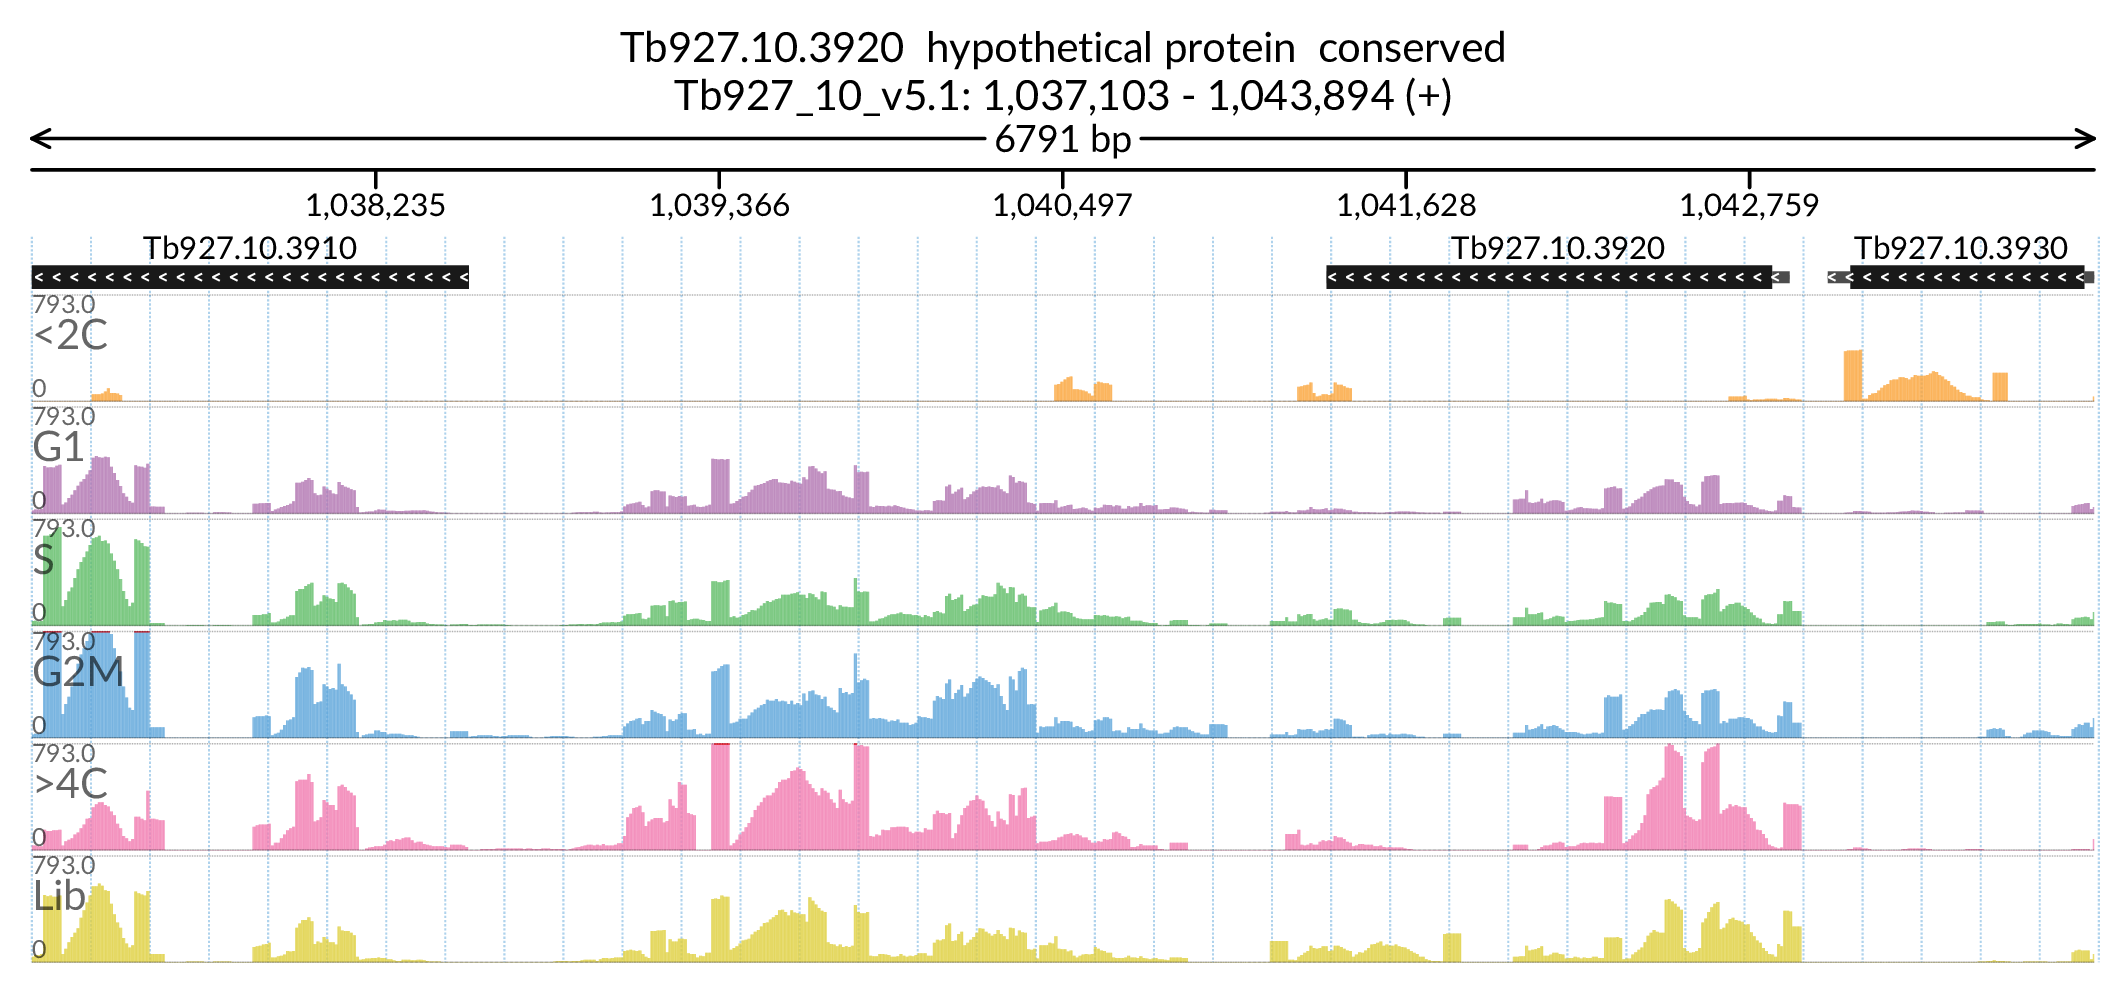 Tb927.10.3920  hypothetical protein  conserved
Tb927_10_v5.1: 1,037,103 - 1,043,894 (+)
6791 bp
1,038,235 1,039,366 1,040,497 1,041,628 1,042,759
Tb927.10.3910 Tb927.10.3920 Tb927.10.3930
793.0
<2C
0
793.0
G1
0
793.0
S
0
793.0
G2M
0
793.0
>4C
0
793.0
Lib
0